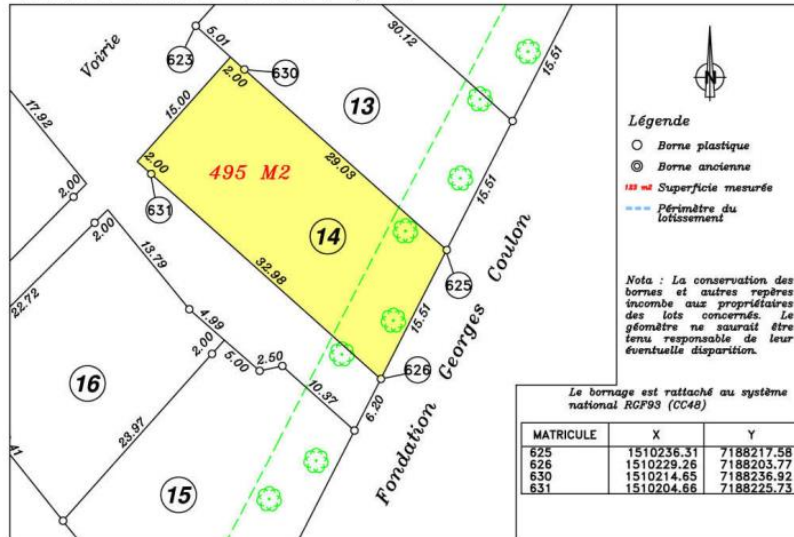 Voirie
5.01
623
2.00
630
30.12
15.51
13
17.92
15.00
29.03
2.00
495 M2
15.51
2.00
631
14
2.00
625
13.79
32.98
15.51
22.72
4.99
2.00
5.00
2.50
626
16
10.37
6.20
23.97
41
15
Fondation Georges Coulon
N
Légende
Borne plastique
Borne ancienne
123 m2 Superficie mesurée
Périmètre du
lotissement
Nota : La conservation des
bornes et autres repères
incombe aux propriétaires
des lots concernés. Le
géomètre ne saurait être
tenu responsable de leur
éventuelle disparition.
Le bornage est rattaché au système
national RGF93 (CC48)
MATRICULE X Y
625 1510236.31 7188217.58
626 1510229.26 7188203.77
630 1510214.65 7188236.92
631 1510204.66 7188225.73